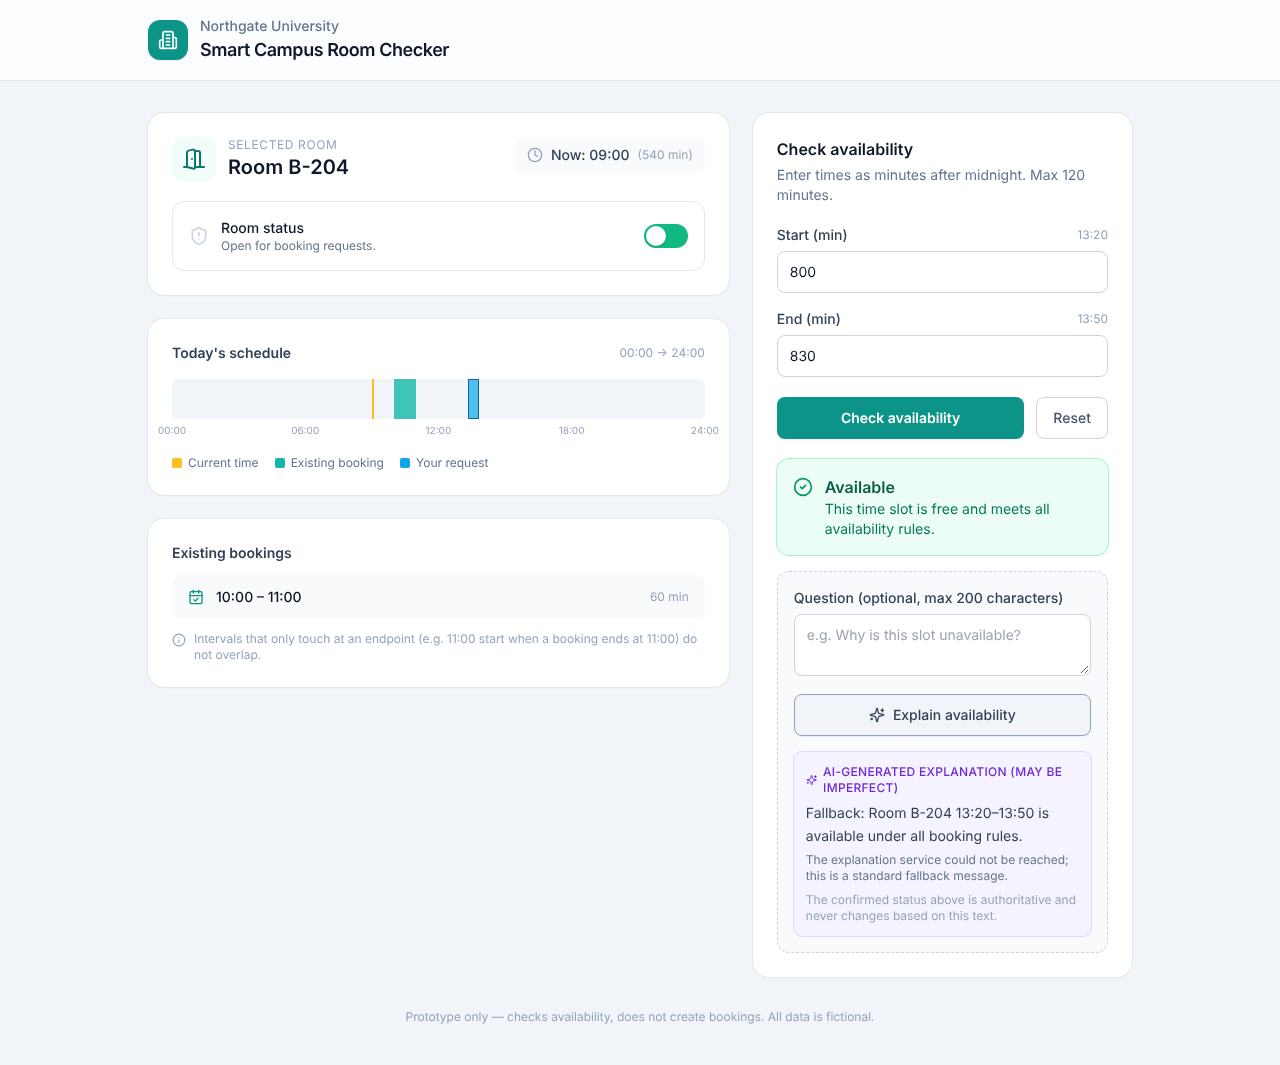 Northgate University
Smart Campus Room Checker
SELECTED ROOM
Room B-204
Now: 09:00 (540 min)
Room status
Open for booking requests.
Today's schedule
00:00 → 24:00
00:00 06:00 12:00 18:00 24:00
Current time Existing booking Your request
Existing bookings
10:00 – 11:00 60 min
Intervals that only touch at an endpoint (e.g. 11:00 start when a booking ends at 11:00) do
not overlap.
Check availability
Enter times as minutes after midnight. Max 120
minutes.
Start (min) 13:20
800
End (min) 13:50
830
Check availability Reset
Available
This time slot is free and meets all
availability rules.
Question (optional, max 200 characters)
e.g. Why is this slot unavailable?
Explain availability
AI-GENERATED EXPLANATION (MAY BE
IMPERFECT)
Fallback: Room B-204 13:20–13:50 is
available under all booking rules.
The explanation service could not be reached;
this is a standard fallback message.
The confirmed status above is authoritative and
never changes based on this text.
Prototype only — checks availability, does not create bookings. All data is fictional.